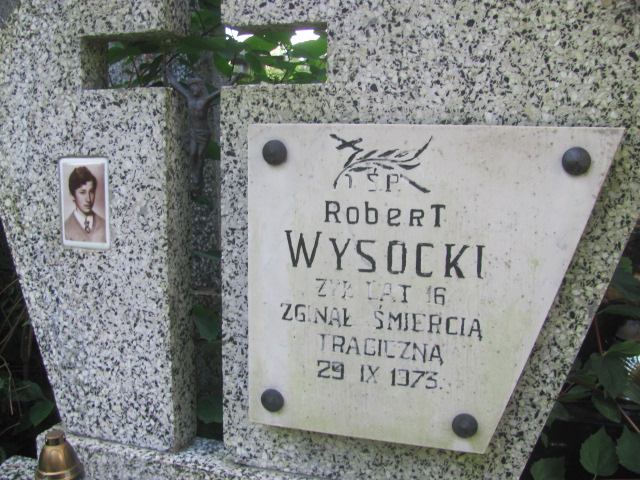 Ś.P.
Robert
WYSOCKI
ŻYŁ LAT 16
ZGINĄŁ ŚMIERCIĄ
TRAGICZNĄ
29 IX 1973.